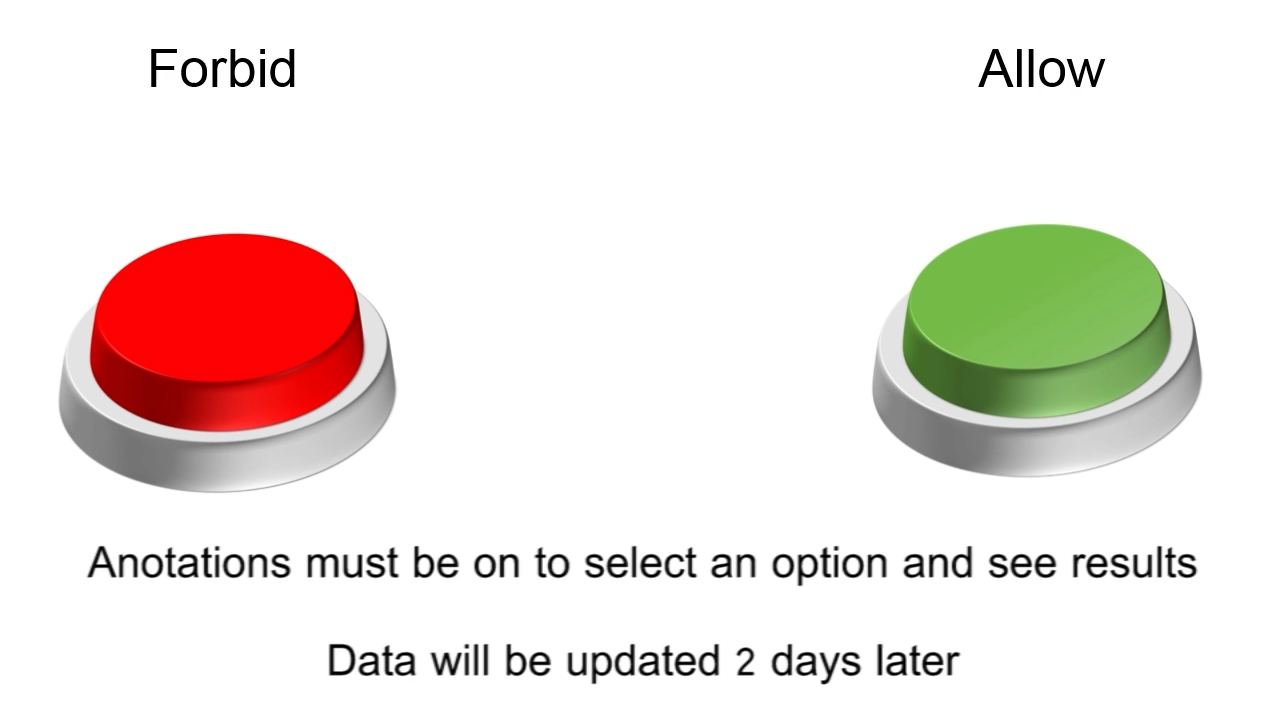 Forbid
Allow
Anotations must be on to select an option and see results
Data will be updated 2 days later